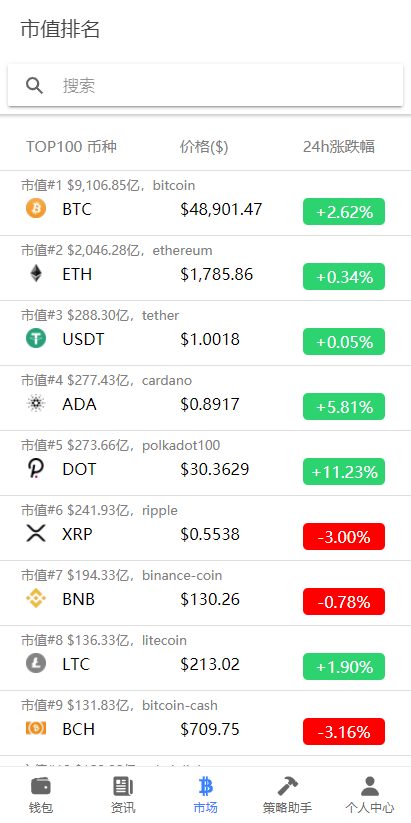 市值排名
搜索
TOP100 币种 价格($) 24h涨跌幅
市值#1 $9,106.85亿，bitcoin
BTC $48,901.47 +2.62%
市值#2 $2,046.28亿，ethereum
ETH $1,785.86 +0.34%
市值#3 $288.30亿，tether
USDT $1.0018 +0.05%
市值#4 $277.43亿，cardano
ADA $0.8917 +5.81%
市值#5 $273.66亿，polkadot100
DOT $30.3629 +11.23%
市值#6 $241.93亿，ripple
XRP $0.5538 -3.00%
市值#7 $194.33亿，binance-coin
BNB $130.26 -0.78%
市值#8 $136.33亿，litecoin
LTC $213.02 +1.90%
市值#9 $131.83亿，bitcoin-cash
BCH $709.75 -3.16%
钱包 资讯 市场 策略助手 个人中心